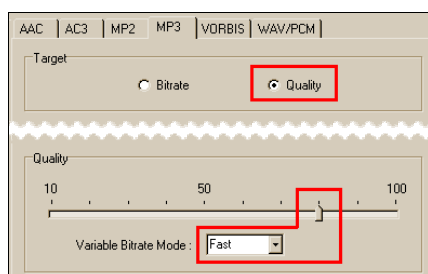 AAC AC3 MP2 MP3 VORBIS WAV/PCM
Target
Bitrate Quality
Quality
10 50 100
Variable Bitrate Mode : Fast